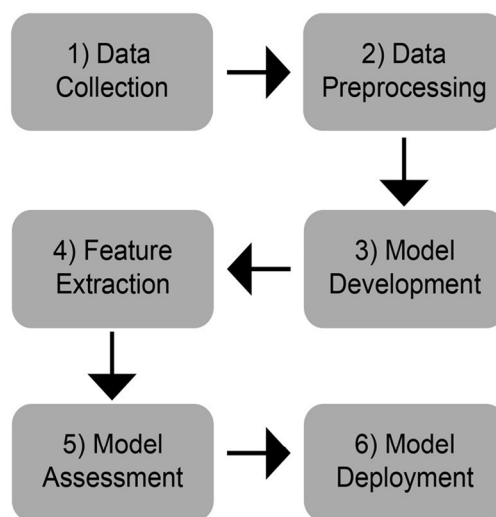 1) Data
Collection
2) Data
Preprocessing
3) Model
Development
4) Feature
Extraction
5) Model
Assessment
6) Model
Deployment